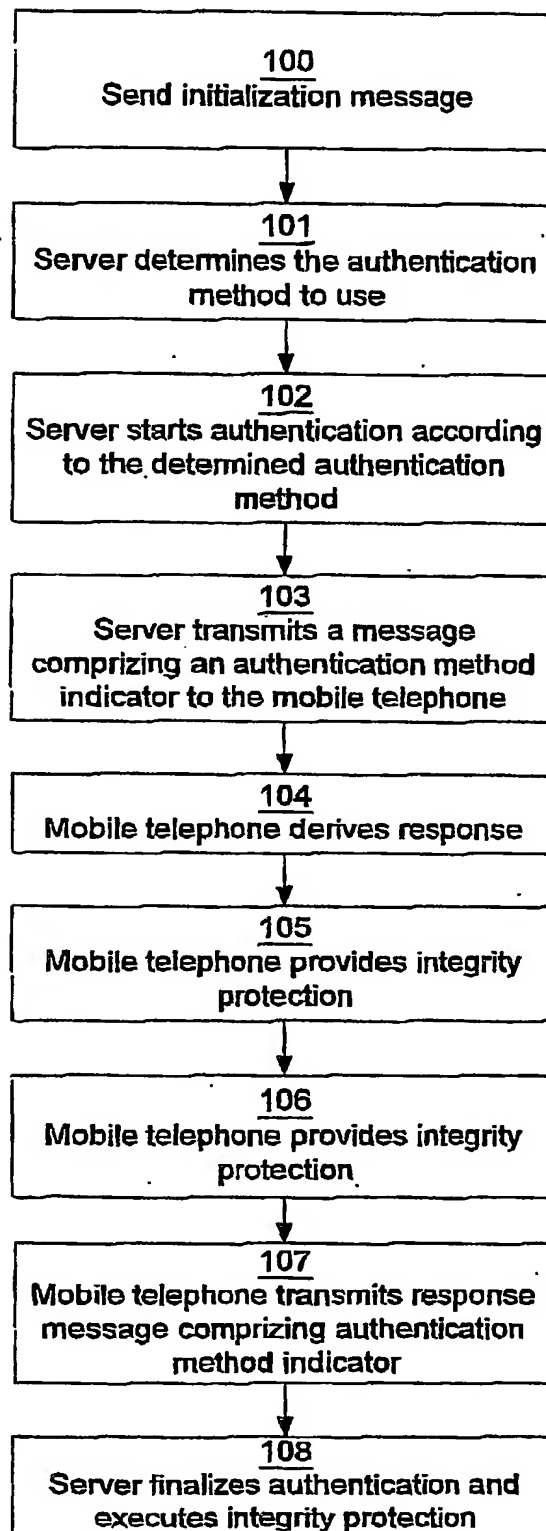 100
Send initialization message
101
Server determines the authentication
method to use
102
Server starts authentication according
to the determined authentication
method
103
Server transmits a message
comprizing an authentication method
indicator to the mobile telephone
104
Mobile telephone derives response
105
Mobile telephone provides integrity
protection
106
Mobile telephone provides integrity
protection
107
Mobile telephone transmits response
message comprizing authentication
method indicator
108
Server finalizes authentication and
executes integrity protection